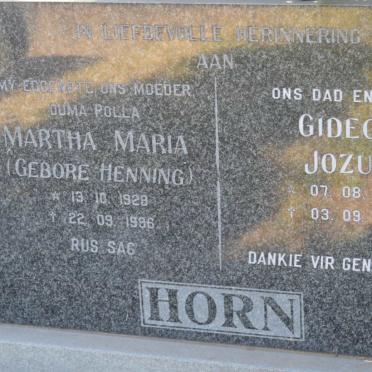 IN LIEFDEVOLLE HERINNERING
AAN
MY EGGENOTE, ONS MOEDER
OUMA POLLA
MARTHA MARIA
(GEBORE HENNING)
☆ 13.10.1929
† 22.09.1996
RUS SAG
ONS DAD EN
GIDEO
JOZU
☆ 07.08
† 03.09
DANKIE VIR GEN
HORN